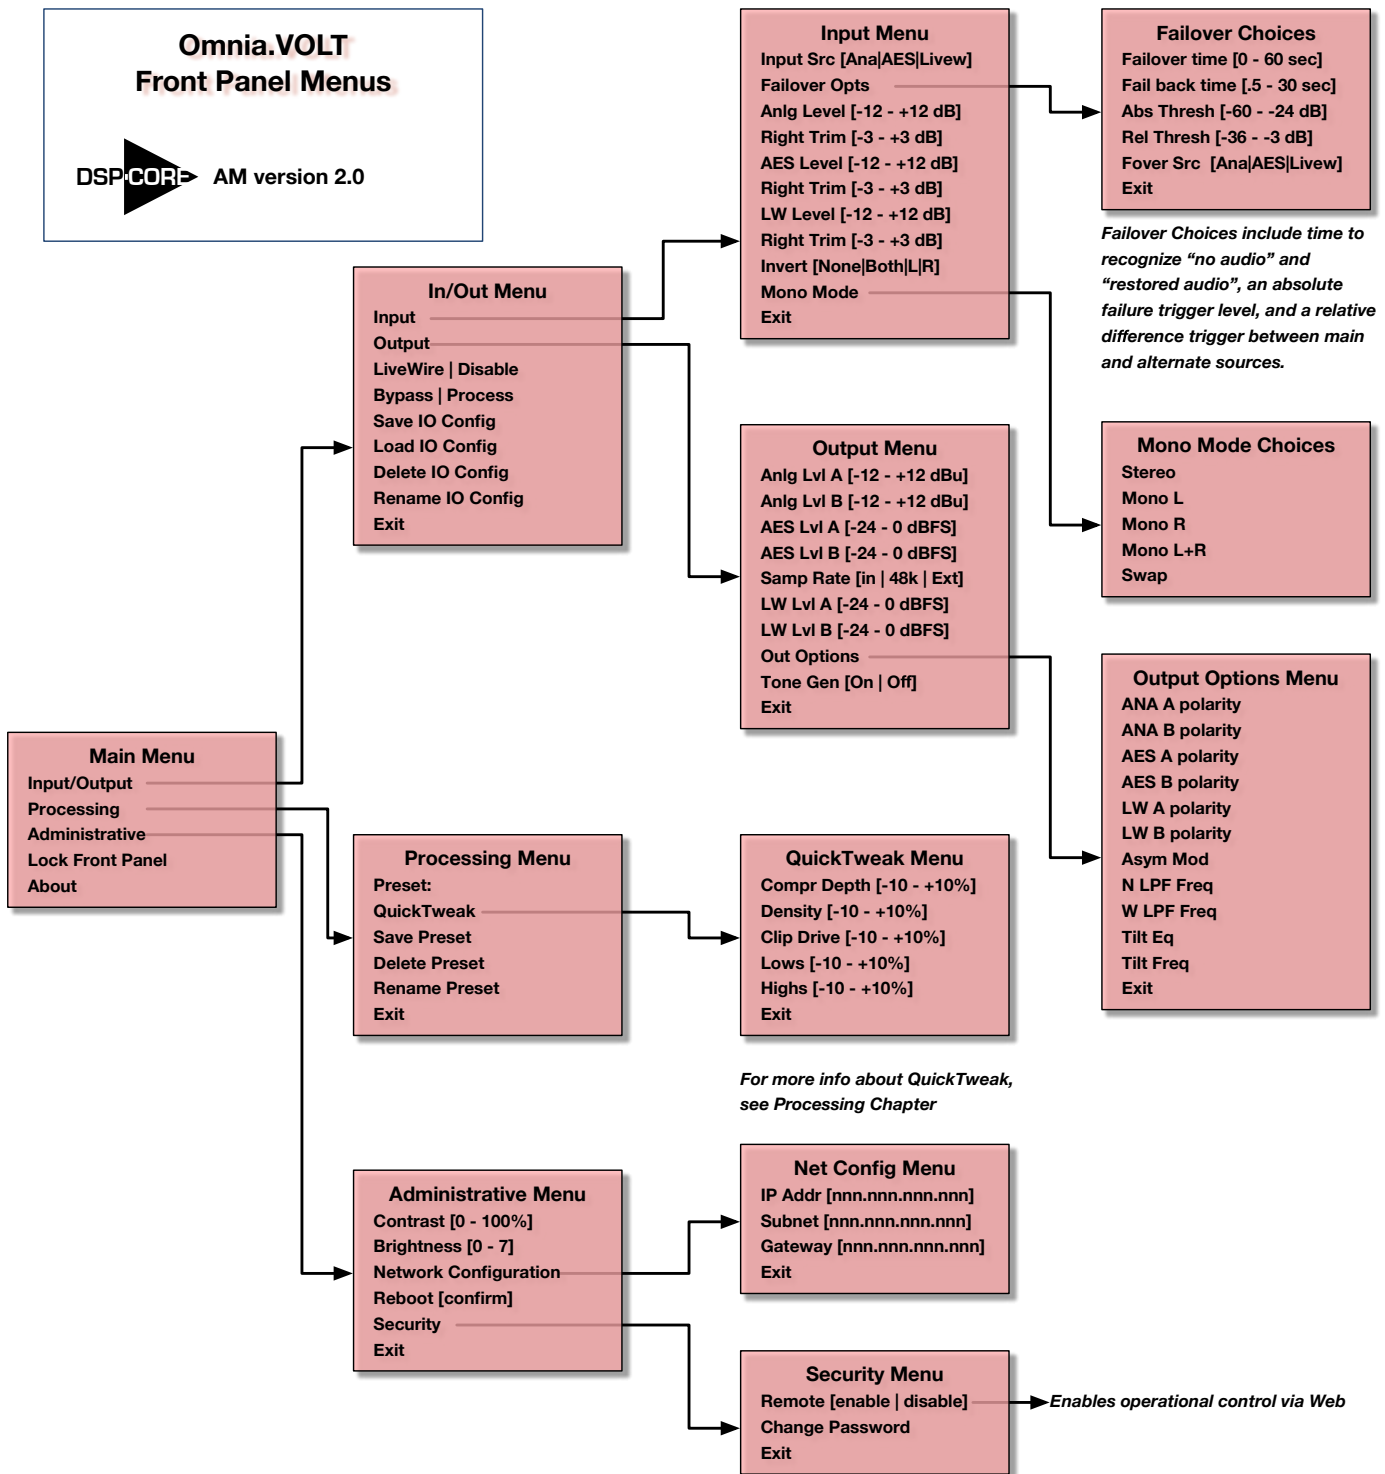 Omnia.VOLT
Front Panel Menus
DSP-CORE AM version 2.0
Main Menu
Input/Output
Processing
Administrative
Lock Front Panel
About
In/Out Menu
Input
Output
LiveWire | Disable
Bypass | Process
Save IO Config
Load IO Config
Delete IO Config
Rename IO Config
Exit
Processing Menu
Preset:
QuickTweak
Save Preset
Delete Preset
Rename Preset
Exit
Administrative Menu
Contrast [0 - 100%]
Brightness [0 - 7]
Network Configuration
Reboot [confirm]
Security
Exit
Input Menu
Input Src [Ana|AES|Livew]
Failover Opts
Anlg Level [-12 - +12 dB]
Right Trim [-3 - +3 dB]
AES Level [-12 - +12 dB]
Right Trim [-3 - +3 dB]
LW Level [-12 - +12 dB]
Right Trim [-3 - +3 dB]
Invert [None|Both|L|R]
Mono Mode
Exit
Output Menu
Anlg Lvl A [-12 - +12 dBu]
Anlg Lvl B [-12 - +12 dBu]
AES Lvl A [-24 - 0 dBFS]
AES Lvl B [-24 - 0 dBFS]
Samp Rate [in | 48k | Ext]
LW Lvl A [-24 - 0 dBFS]
LW Lvl B [-24 - 0 dBFS]
Out Options
Tone Gen [On | Off]
Exit
QuickTweak Menu
Compr Depth [-10 - +10%]
Density [-10 - +10%]
Clip Drive [-10 - +10%]
Lows [-10 - +10%]
Highs [-10 - +10%]
Exit
For more info about QuickTweak,
see Processing Chapter
Net Config Menu
IP Addr [nnn.nnn.nnn.nnn]
Subnet [nnn.nnn.nnn.nnn]
Gateway [nnn.nnn.nnn.nnn]
Exit
Security Menu
Remote [enable | disable]
Change Password
Exit
Enables operational control via Web
Failover Choices
Failover time [0 - 60 sec]
Fail back time [.5 - 30 sec]
Abs Thresh [-60 - -24 dB]
Rel Thresh [-36 - -3 dB]
Fover Src [Ana|AES|Livew]
Exit
Failover Choices include time to
recognize “no audio” and
“restored audio”, an absolute
failure trigger level, and a relative
difference trigger between main
and alternate sources.
Mono Mode Choices
Stereo
Mono L
Mono R
Mono L+R
Swap
Output Options Menu
ANA A polarity
ANA B polarity
AES A polarity
AES B polarity
LW A polarity
LW B polarity
Asym Mod
N LPF Freq
W LPF Freq
Tilt Eq
Tilt Freq
Exit